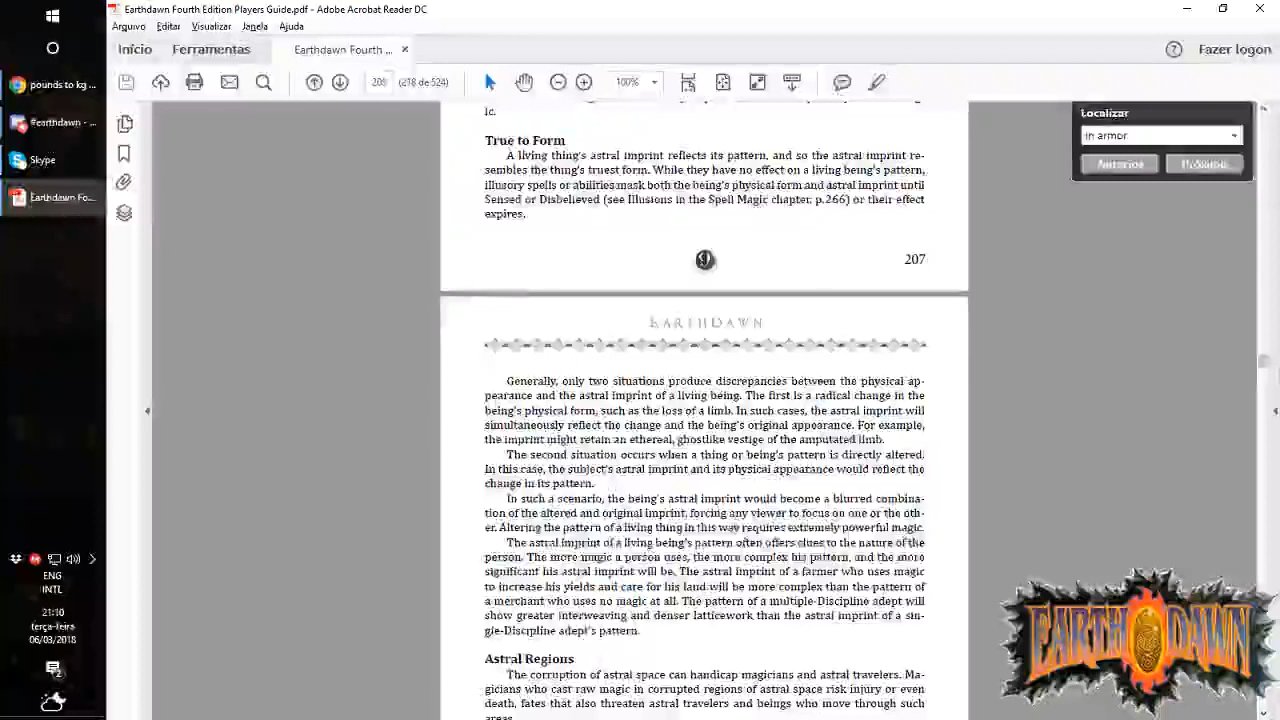 Earthdawn Fourth Edition Players Guide.pdf - Adobe Acrobat Reader DC
Arquivo Editar Visualizar Janela Ajuda
Início Ferramentas Earthdawn Fourth ... Fazer logon
(218 de 524) 100%
pounds to kg ...
#earthdawn - ...
Skype
Earthdawn Fo...
Localizar
in armor
Anterior Próximo
ic.
True to Form
A living thing's astral imprint reflects its pattern, and so the astral imprint re-
sembles the thing's truest form. While they have no effect on a living being's pattern,
illusory spells or abilities mask both the being's physical form and astral imprint until
Sensed or Disbelieved (see Illusions in the Spell Magic chapter, p.266) or their effect
expires.
207
EARTHDAWN
Generally, only two situations produce discrepancies between the physical ap-
pearance and the astral imprint of a living being. The first is a radical change in the
being's physical form, such as the loss of a limb. In such cases, the astral imprint will
simultaneously reflect the change and the being's original appearance. For example,
the imprint might retain an ethereal, ghostlike vestige of the amputated limb.
The second situation occurs when a thing or being's pattern is directly altered.
In this case, the subject's astral imprint and its physical appearance would reflect the
change in its pattern.
In such a scenario, the being's astral imprint would become a blurred combina-
tion of the altered and original imprint, forcing any viewer to focus on one or the oth-
er. Altering the pattern of a living thing in this way requires extremely powerful magic.
The astral imprint of a living being's pattern often offers clues to the nature of the
person. The more magic a person uses, the more complex his pattern, and the more
significant his astral imprint will be. The astral imprint of a farmer who uses magic
to increase his yields and care for his land will be more complex than the pattern of
a merchant who uses no magic at all. The pattern of a multiple-Discipline adept will
show greater interweaving and denser latticework than the astral imprint of a sin-
gle-Discipline adept's pattern.
Astral Regions
The corruption of astral space can handicap magicians and astral travelers. Ma-
gicians who cast raw magic in corrupted regions of astral space risk injury or even
death, fates that also threaten astral travelers and beings who move through such
areas.
ENG
INTL
21:10
terça-feira
06/03/2018
2
EARTHDAWN